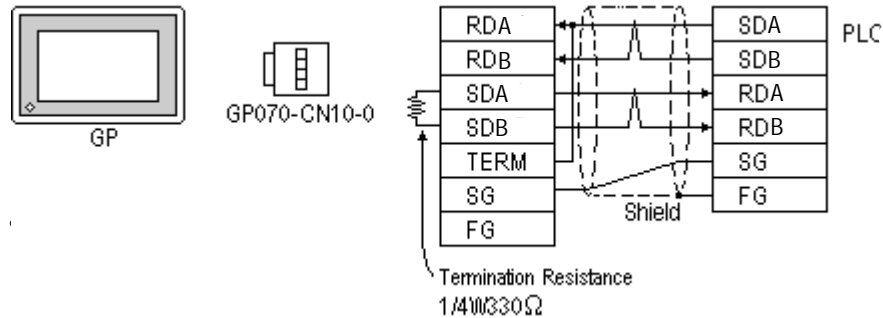 GP
GP070-CN10-0
RDA
RDB
SDA
SDB
TERM
SG
FG
SDA
SDB
RDA
RDB
SG
FG
PLC
Shield
Termination Resistance
1/4W330Ω